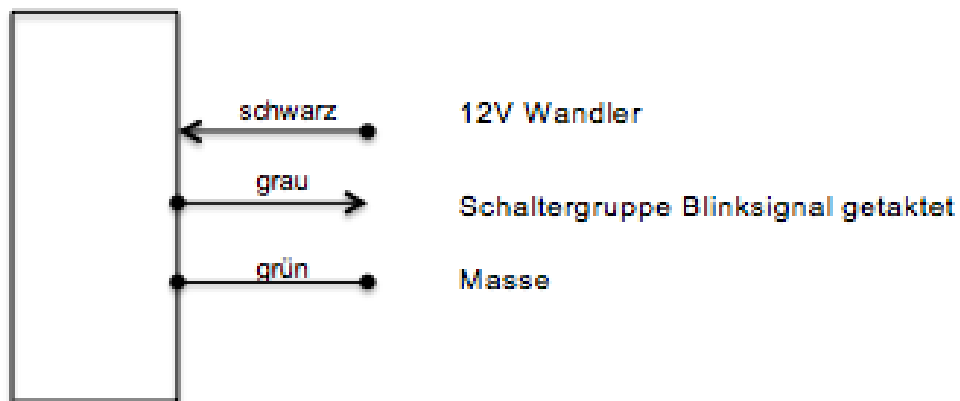 schwarz
12V Wandler
grau
Schaltergruppe Blinksignal getaktet
grün
Masse